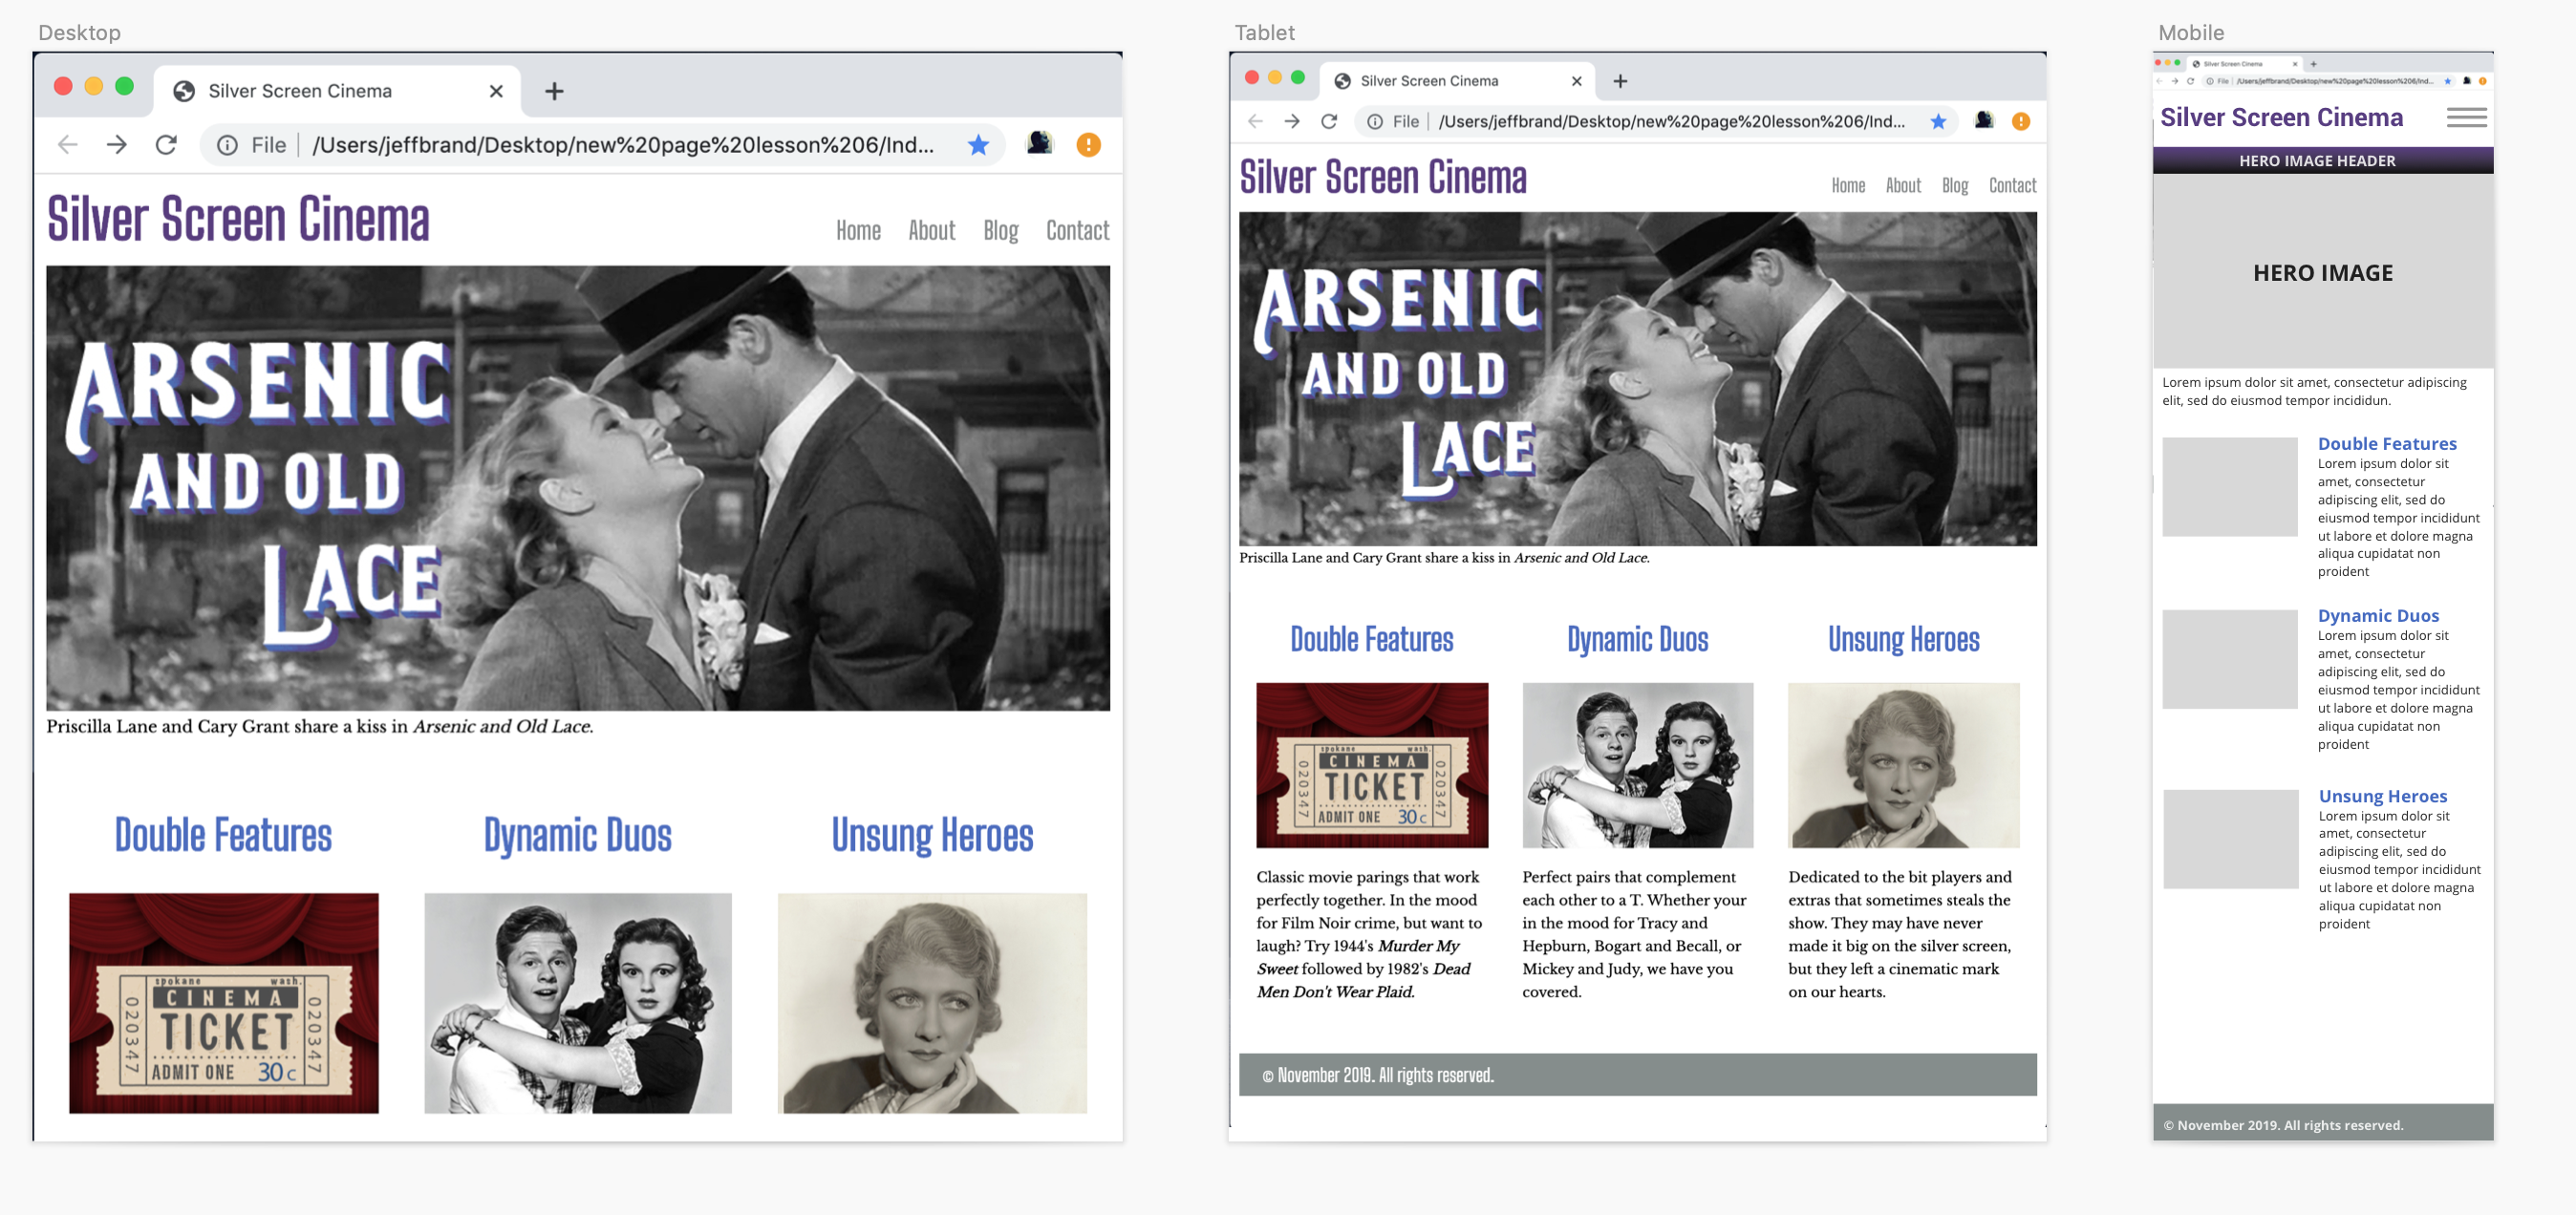 Desktop
Silver Screen Cinema
File
/Users/jeffbrand/Desktop/new%20page%20lesson%206/Ind...
Silver Screen Cinema
Home About Blog Contact
ARSENIC
AND OLD
LACE
Priscilla Lane and Cary Grant share a kiss in Arsenic and Old Lace.
Double Features
Dynamic Duos
Unsung Heroes
spokane wash.
CINEMA
TICKET
ADMIT ONE 30c
020347
020347
Tablet
Silver Screen Cinema
File
/Users/jeffbrand/Desktop/new%20page%20lesson%206/Ind...
Silver Screen Cinema
Home About Blog Contact
ARSENIC
AND OLD
LACE
Priscilla Lane and Cary Grant share a kiss in Arsenic and Old Lace.
Double Features
Dynamic Duos
Unsung Heroes
spokane wash.
CINEMA
TICKET
ADMIT ONE 30c
020347
020347
Classic movie parings that work
perfectly together. In the mood
for Film Noir crime, but want to
laugh? Try 1944's Murder My
Sweet followed by 1982's Dead
Men Don't Wear Plaid.
Perfect pairs that complement
each other to a T. Whether your
in the mood for Tracy and
Hepburn, Bogart and Becall, or
Mickey and Judy, we have you
covered.
Dedicated to the bit players and
extras that sometimes steals the
show. They may have never
made it big on the silver screen,
but they left a cinematic mark
on our hearts.
© November 2019. All rights reserved.
Mobile
Silver Screen Cinema
File
/Users/jeffbrand/Desktop/new%20page%20lesson%206/Ind...
Silver Screen Cinema
HERO IMAGE HEADER
HERO IMAGE
Lorem ipsum dolor sit amet, consectetur adipiscing
elit, sed do eiusmod tempor incididun.
Double Features
Lorem ipsum dolor sit
amet, consectetur
adipiscing elit, sed do
eiusmod tempor incididunt
ut labore et dolore magna
aliqua cupidatat non
proident
Dynamic Duos
Lorem ipsum dolor sit
amet, consectetur
adipiscing elit, sed do
eiusmod tempor incididunt
ut labore et dolore magna
aliqua cupidatat non
proident
Unsung Heroes
Lorem ipsum dolor sit
amet, consectetur
adipiscing elit, sed do
eiusmod tempor incididunt
ut labore et dolore magna
aliqua cupidatat non
proident
© November 2019. All rights reserved.